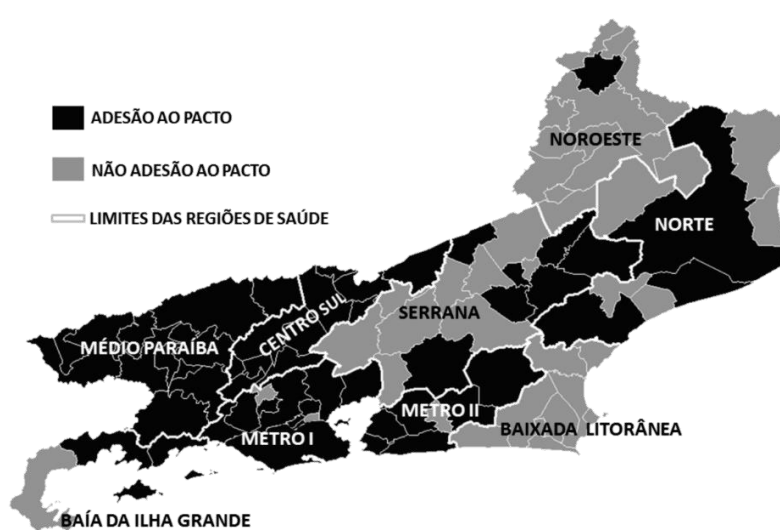 ADESÃO AO PACTO
NÃO ADESÃO AO PACTO
LIMITES DAS REGIÕES DE SAÚDE
NOROESTE
NORTE
SERRANA
CENTRO SUL
MÉDIO PARAÍBA
METRO I
METRO II
BAIXADA LITORÂNEA
BAÍA DA ILHA GRANDE